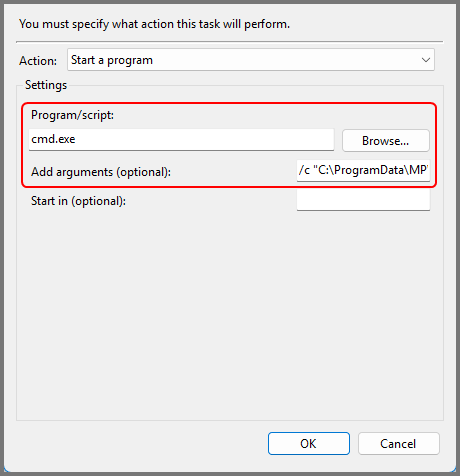 You must specify what action this task will perform.
Action: Start a program
Settings
Program/script:
cmd.exe
Browse...
Add arguments (optional): /c "C:\ProgramData\MP
Start in (optional):
OK Cancel